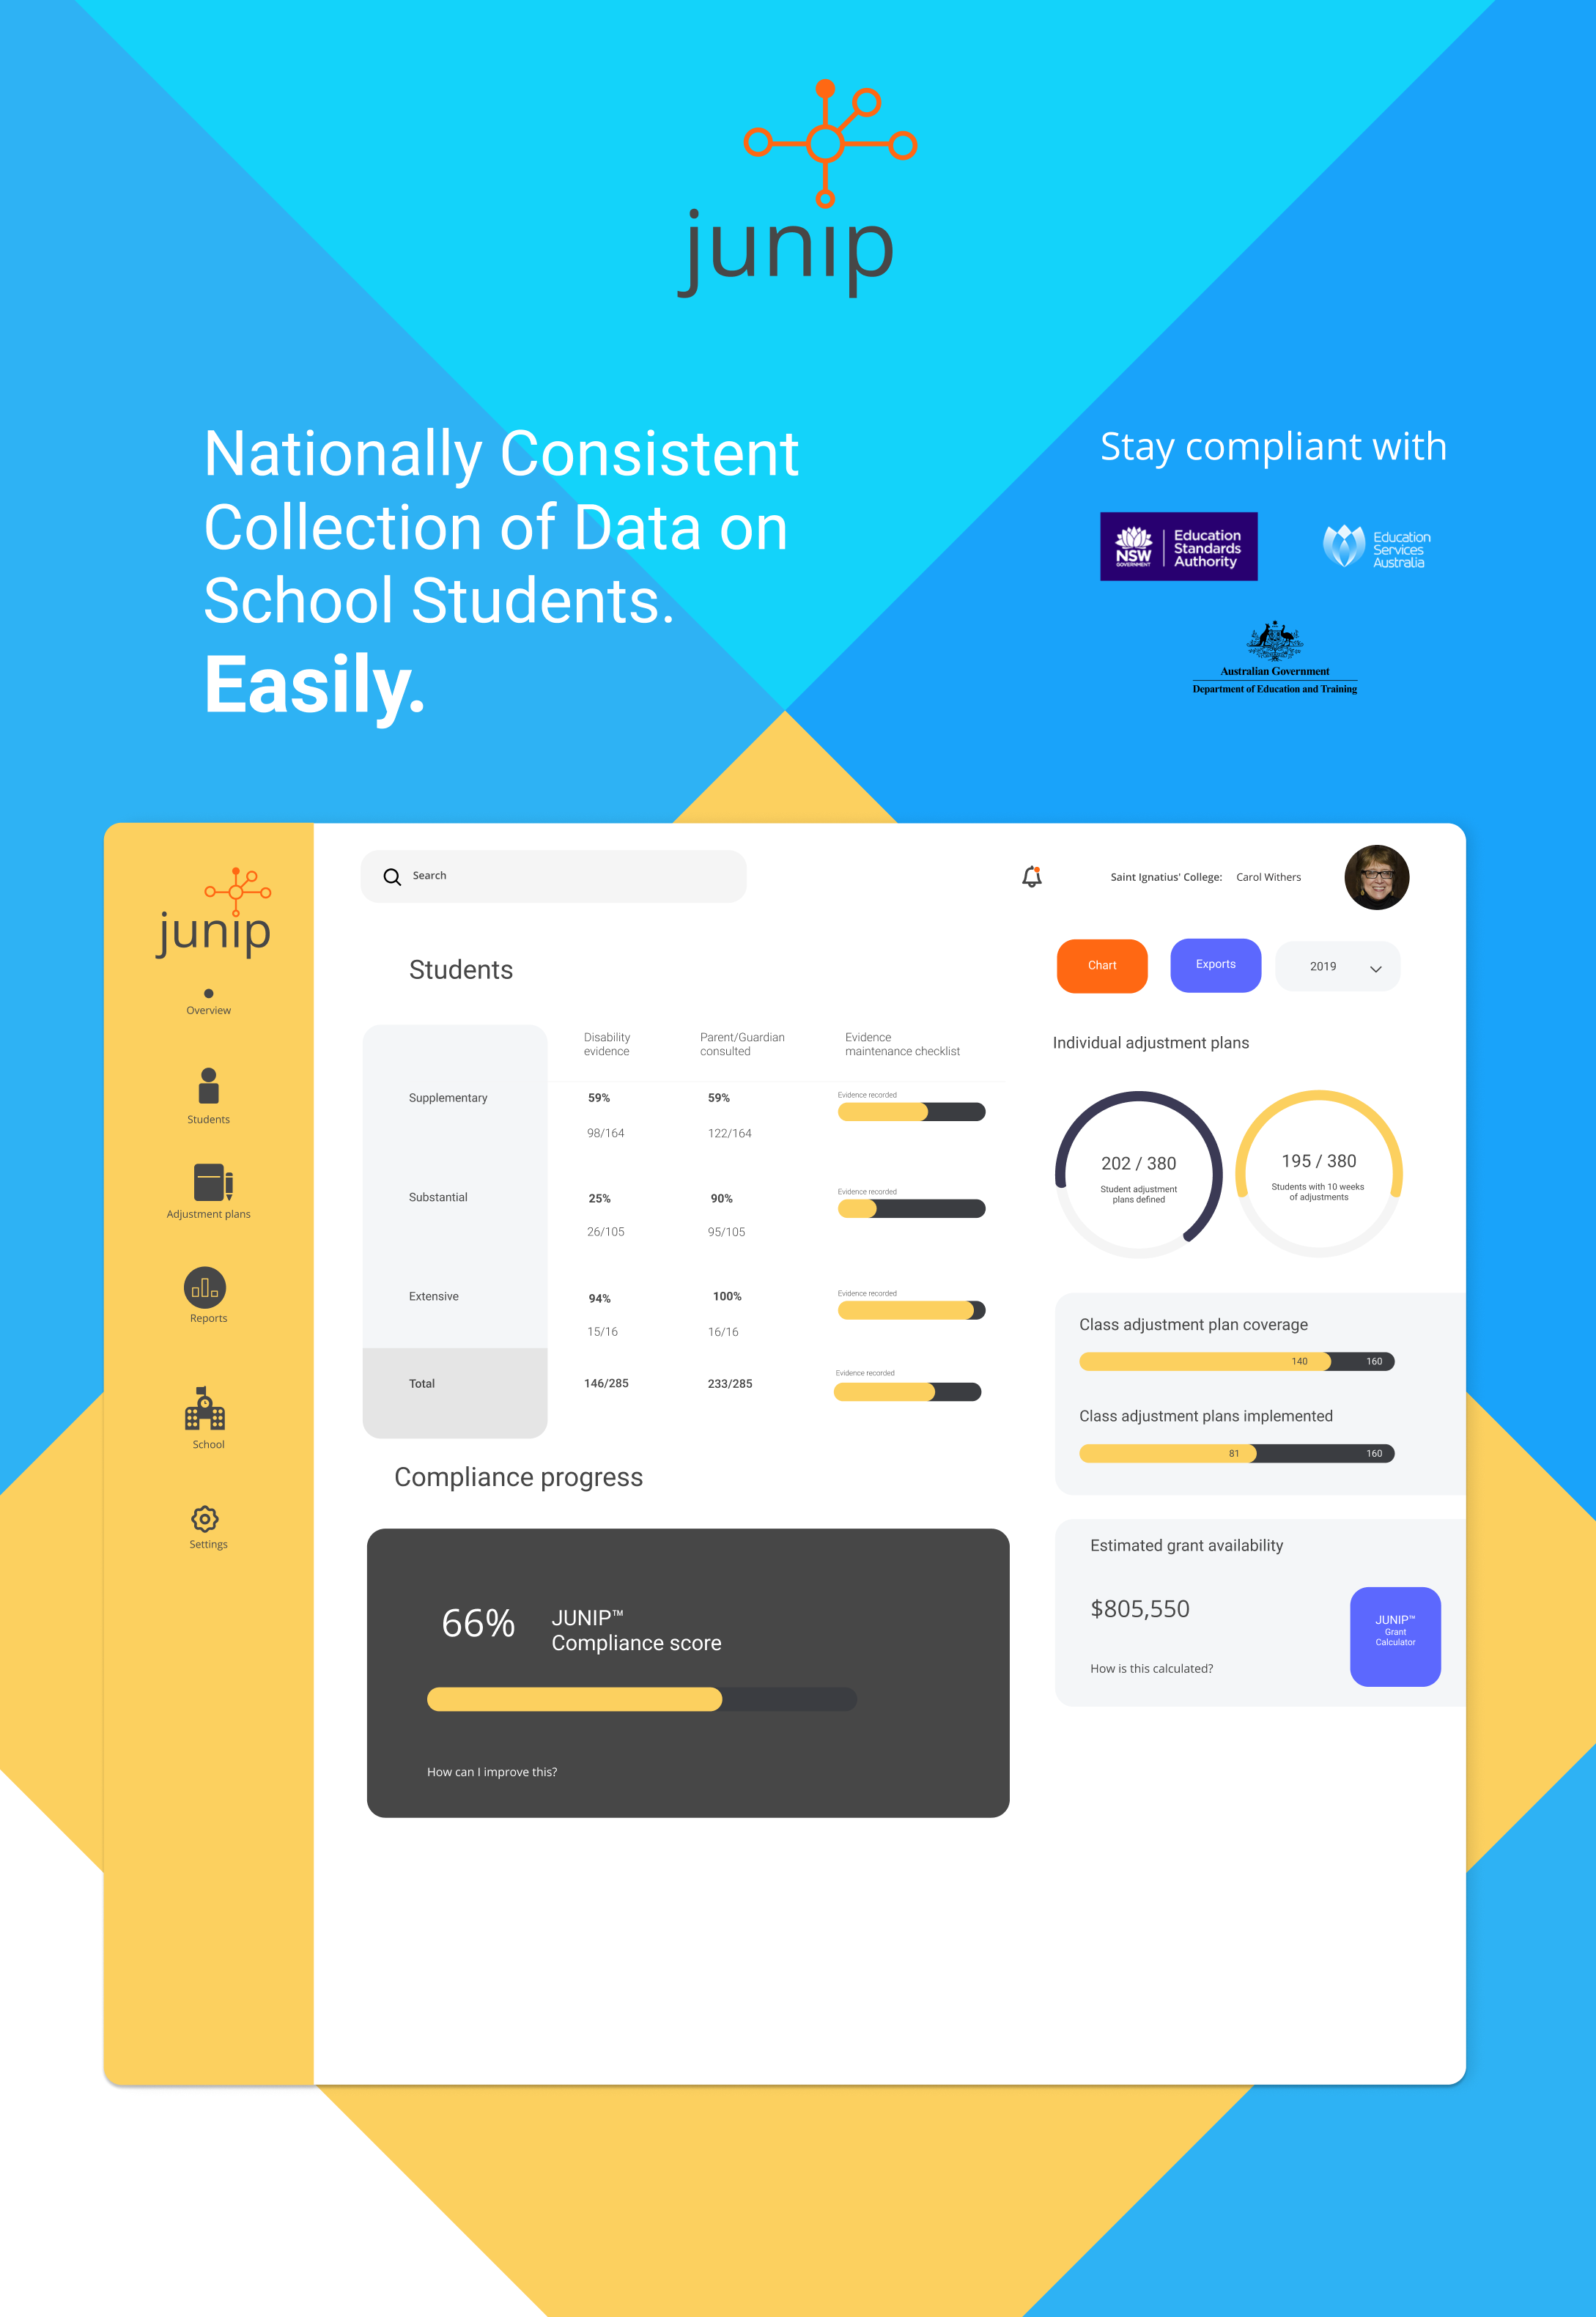 junip
Nationally Consistent
Collection of Data on
School Students.
Easily.
Stay compliant with
NSW
GOVERNMENT
Education
Standards
Authority
Education
Services
Australia
Australian Government
Department of Education and Training
junip
Overview
Students
Adjustment plans
Reports
School
Settings
Search
Saint Ignatius' College: Carol Withers
Students
Chart
Exports
2019
Disability
evidence
Parent/Guardian
consulted
Evidence
maintenance checklist
Supplementary
59%
59%
Evidence recorded
98/164
122/164
Substantial
25%
90%
Evidence recorded
26/105
95/105
Extensive
94%
100%
Evidence recorded
15/16
16/16
Total
146/285
233/285
Evidence recorded
Individual adjustment plans
202 / 380
Student adjustment
plans defined
195 / 380
Students with 10 weeks
of adjustments
Class adjustment plan coverage
140
160
Class adjustment plans implemented
81
160
Compliance progress
66%
JUNIP™
Compliance score
How can I improve this?
Estimated grant availability
$805,550
How is this calculated?
JUNIP™
Grant
Calculator